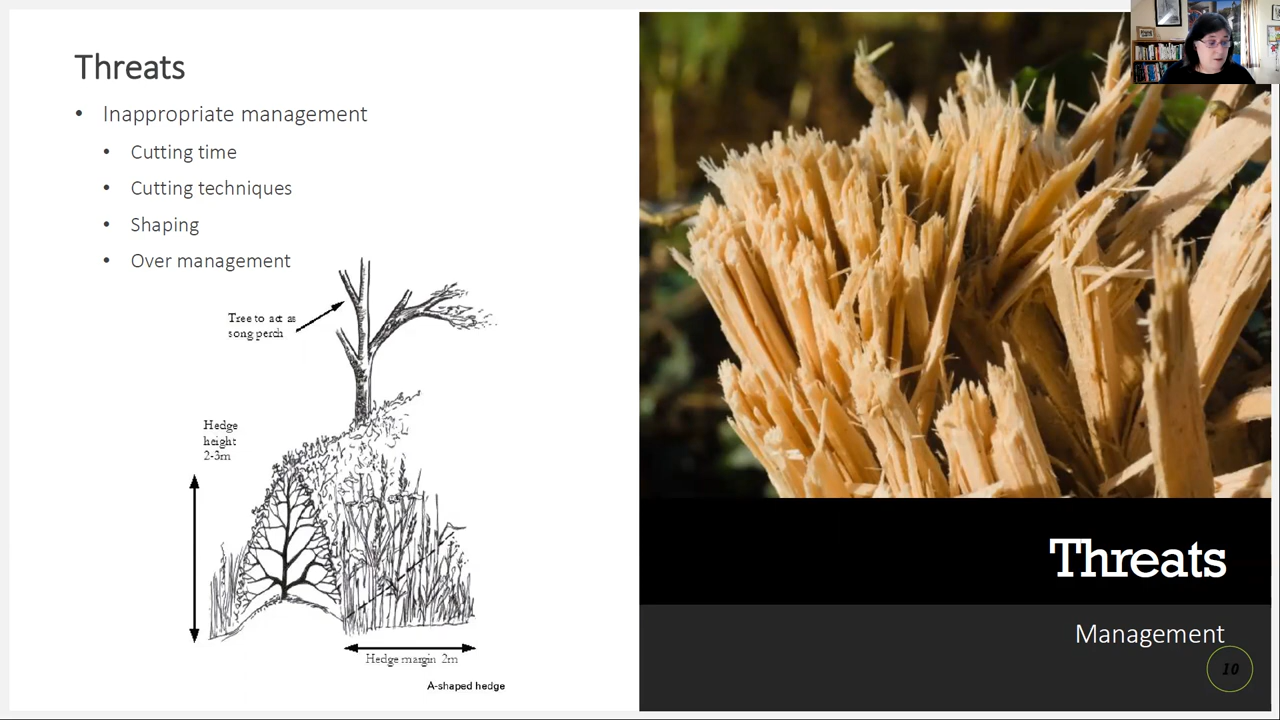 Threats
• Inappropriate management
• Cutting time
• Cutting techniques
• Shaping
• Over management
Tree to act as
song perch
Hedge
height
2-3m
Hedge margin 2m
A-shaped hedge
Threats
Management
10